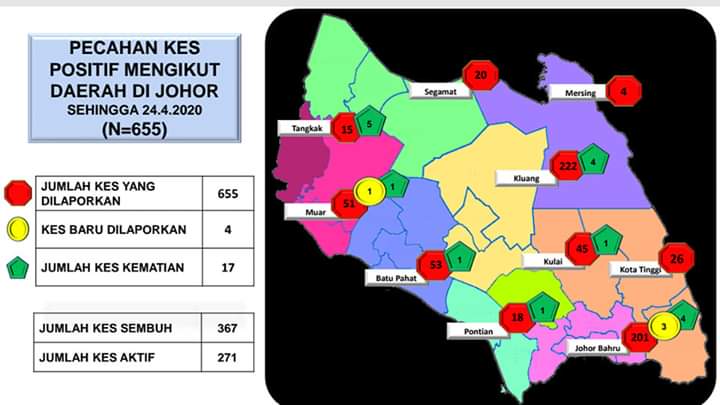 PECAHAN KES
POSITIF MENGIKUT
DAERAH DI JOHOR
SEHINGGA 24.4.2020
(N=655)
JUMLAH KES YANG
DILAPORKAN 655
KES BARU DILAPORKAN 4
JUMLAH KES KEMATIAN 17
JUMLAH KES SEMBUH 367
JUMLAH KES AKTIF 271
Segamat 20
Mersing 4
Tangkak 15 5
Kluang 222 4
Muar 51 1 1
Batu Pahat 53 1
Kulai 45 1
Kota Tinggi 26
Pontian 18 1
Johor Bahru 201 3 4